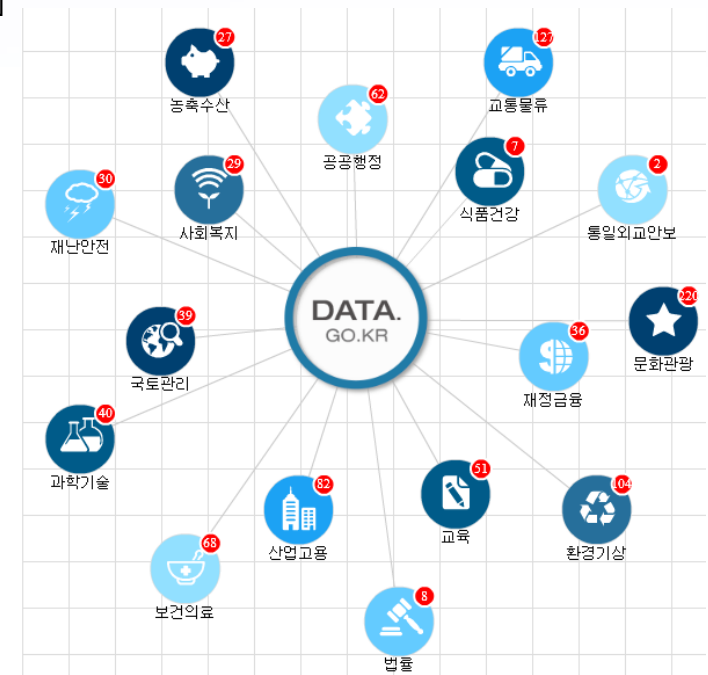 27
농축수산
127
교통물류
62
공공행정
7
식품건강
30
재난안전
29
사회복지
2
통일외교안보
DATA.
GO.KR
39
국토관리
220
문화관광
36
재정금융
40
과학기술
82
산업고용
51
교육
104
환경기상
68
보건의료
8
법률